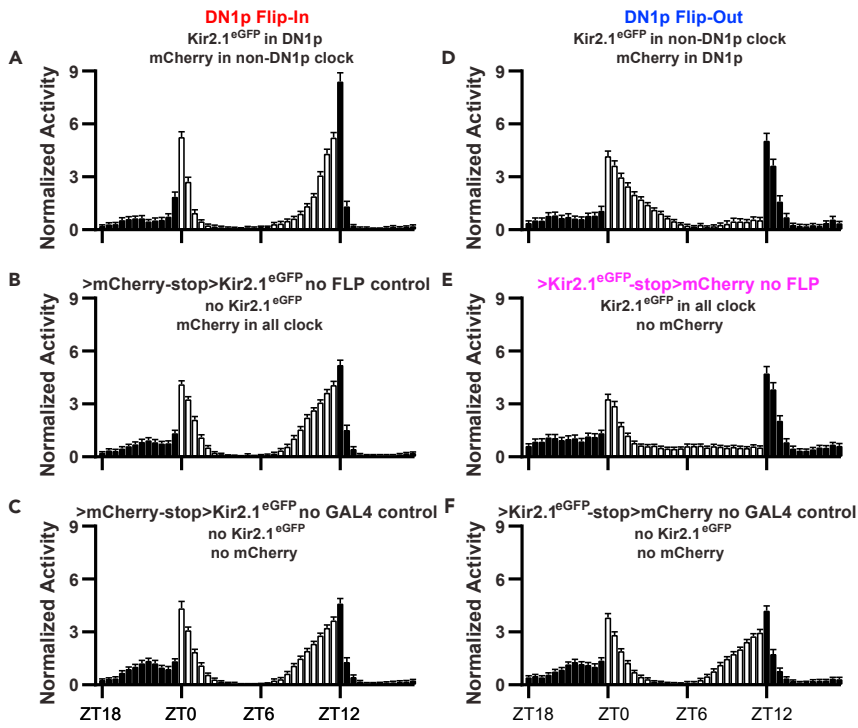 DN1p Flip-In
Kir2.1eGFP in DN1p
mCherry in non-DN1p clock
A
Normalized Activity
9
6
3
0
B
>mCherry-stop>Kir2.1eGFP no FLP control
no Kir2.1eGFP
mCherry in all clock
Normalized Activity
9
6
3
0
C
>mCherry-stop>Kir2.1eGFP no GAL4 control
no Kir2.1eGFP
no mCherry
Normalized Activity
9
6
3
0
ZT18 ZT0 ZT6 ZT12
DN1p Flip-Out
Kir2.1eGFP in non-DN1p clock
mCherry in DN1p
D
Normalized Activity
9
6
3
0
E
>Kir2.1eGFP-stop>mCherry no FLP
Kir2.1eGFP in all clock
no mCherry
Normalized Activity
9
6
3
0
F
>Kir2.1eGFP-stop>mCherry no GAL4 control
no Kir2.1eGFP
no mCherry
Normalized Activity
9
6
3
0
ZT18 ZT0 ZT6 ZT12